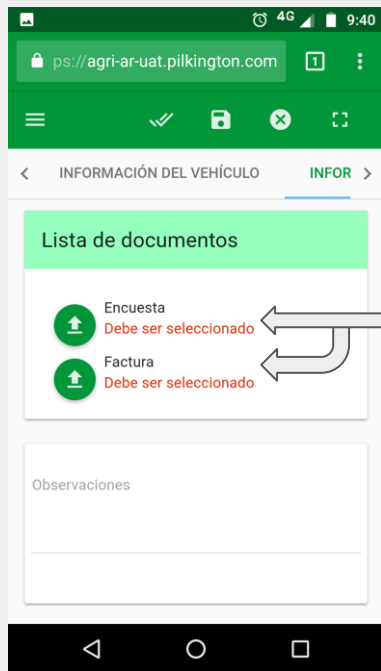 4G 9:40
ps://agri-ar-uat.pilkington.com 1
INFORMACIÓN DEL VEHÍCULO INFOR
Lista de documentos
Encuesta
Debe ser seleccionado
Factura
Debe ser seleccionado
Observaciones